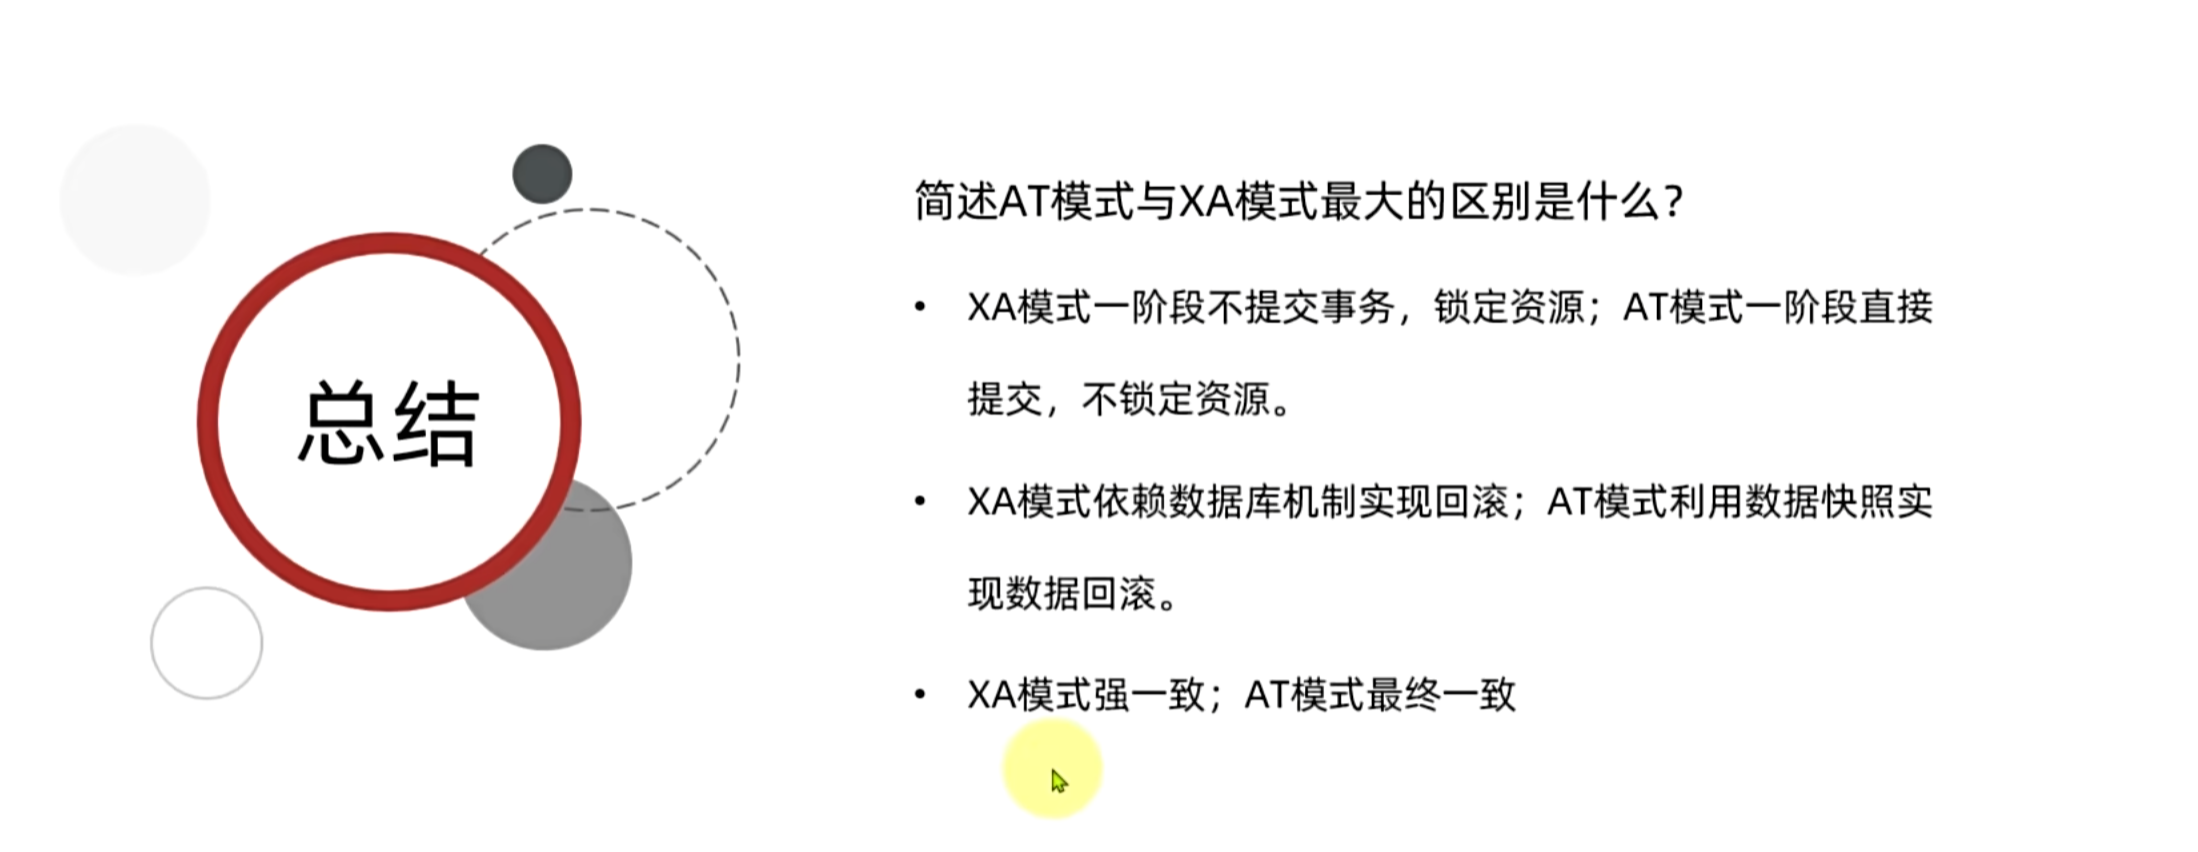 总结
简述AT模式与XA模式最大的区别是什么？
• XA模式一阶段不提交事务，锁定资源；AT模式一阶段直接
提交，不锁定资源。
• XA模式依赖数据库机制实现回滚；AT模式利用数据快照实
现数据回滚。
• XA模式强一致；AT模式最终一致